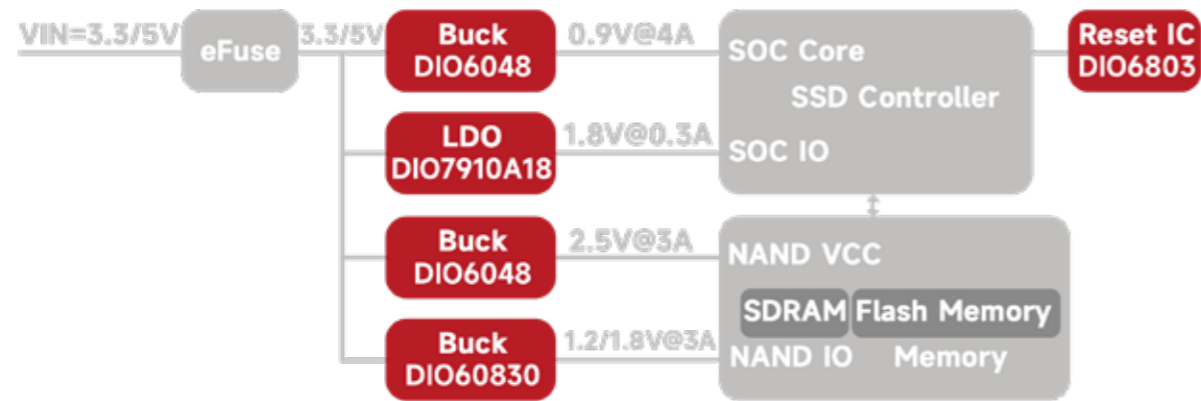 VIN=3.3/5V
eFuse
3.3/5V
Buck
DIO6048
0.9V@4A
SOC Core
SSD Controller
Reset IC
DIO6803
LDO
DIO7910A18
1.8V@0.3A
SOC IO
Buck
DIO6048
2.5V@3A
NAND VCC
SDRAM
Flash Memory
Buck
DIO60830
1.2/1.8V@3A
NAND IO
Memory